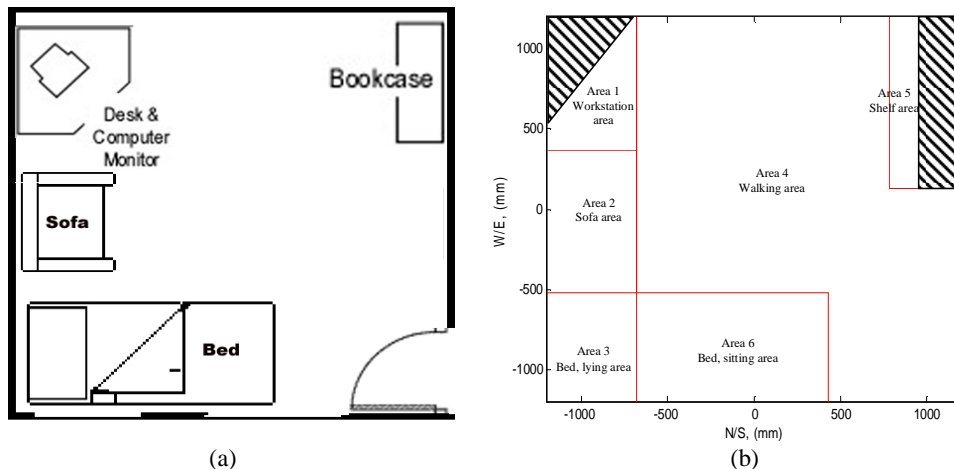 Bookcase
Desk &
Computer
Monitor
Sofa
Bed
(a)
1000
500
0
-500
-1000
W/E, (mm)
Area 1
Workstation
area
Area 5
Shelf area
Area 4
Walking area
Area 2
Sofa area
Area 3
Bed, lying area
Area 6
Bed, sitting area
-1000
-500
0
500
1000
N/S, (mm)
(b)